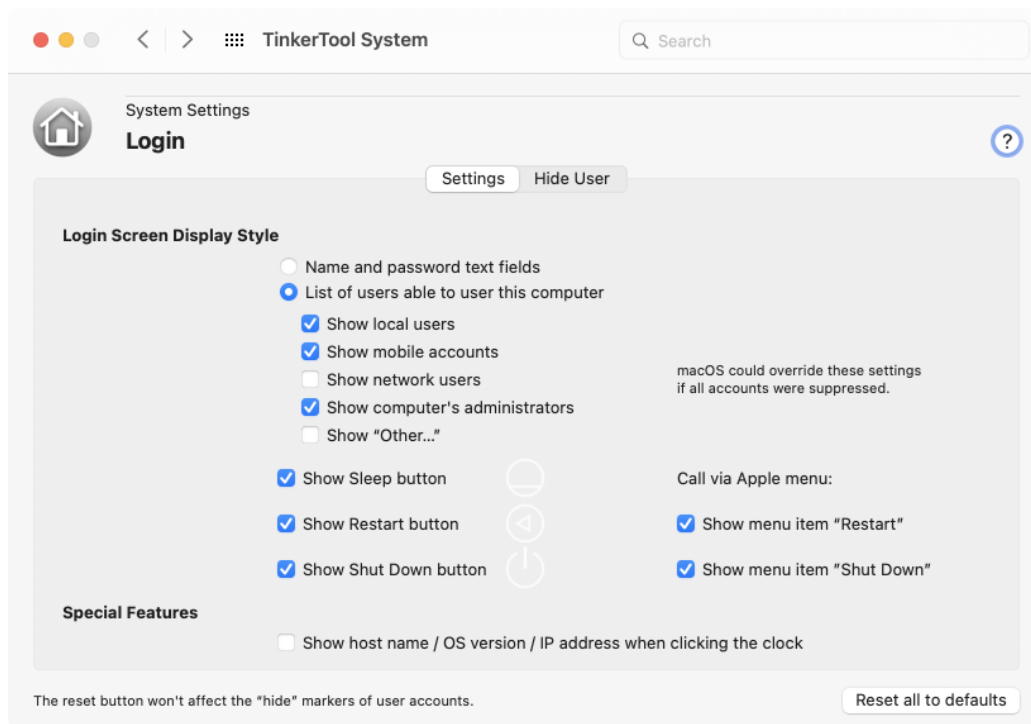 TinkerTool System
Search
System Settings
Login
?
Settings
Hide User
Login Screen Display Style
Name and password text fields
List of users able to user this computer
Show local users
Show mobile accounts
Show network users
Show computer's administrators
Show “Other...”
macOS could override these settings
if all accounts were suppressed.
Show Sleep button
Call via Apple menu:
Show Restart button
Show menu item “Restart”
Show Shut Down button
Show menu item “Shut Down”
Special Features
Show host name / OS version / IP address when clicking the clock
The reset button won't affect the “hide” markers of user accounts.
Reset all to defaults